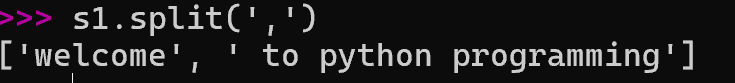 >>> s1.split(',')
['welcome', ' to python programming']